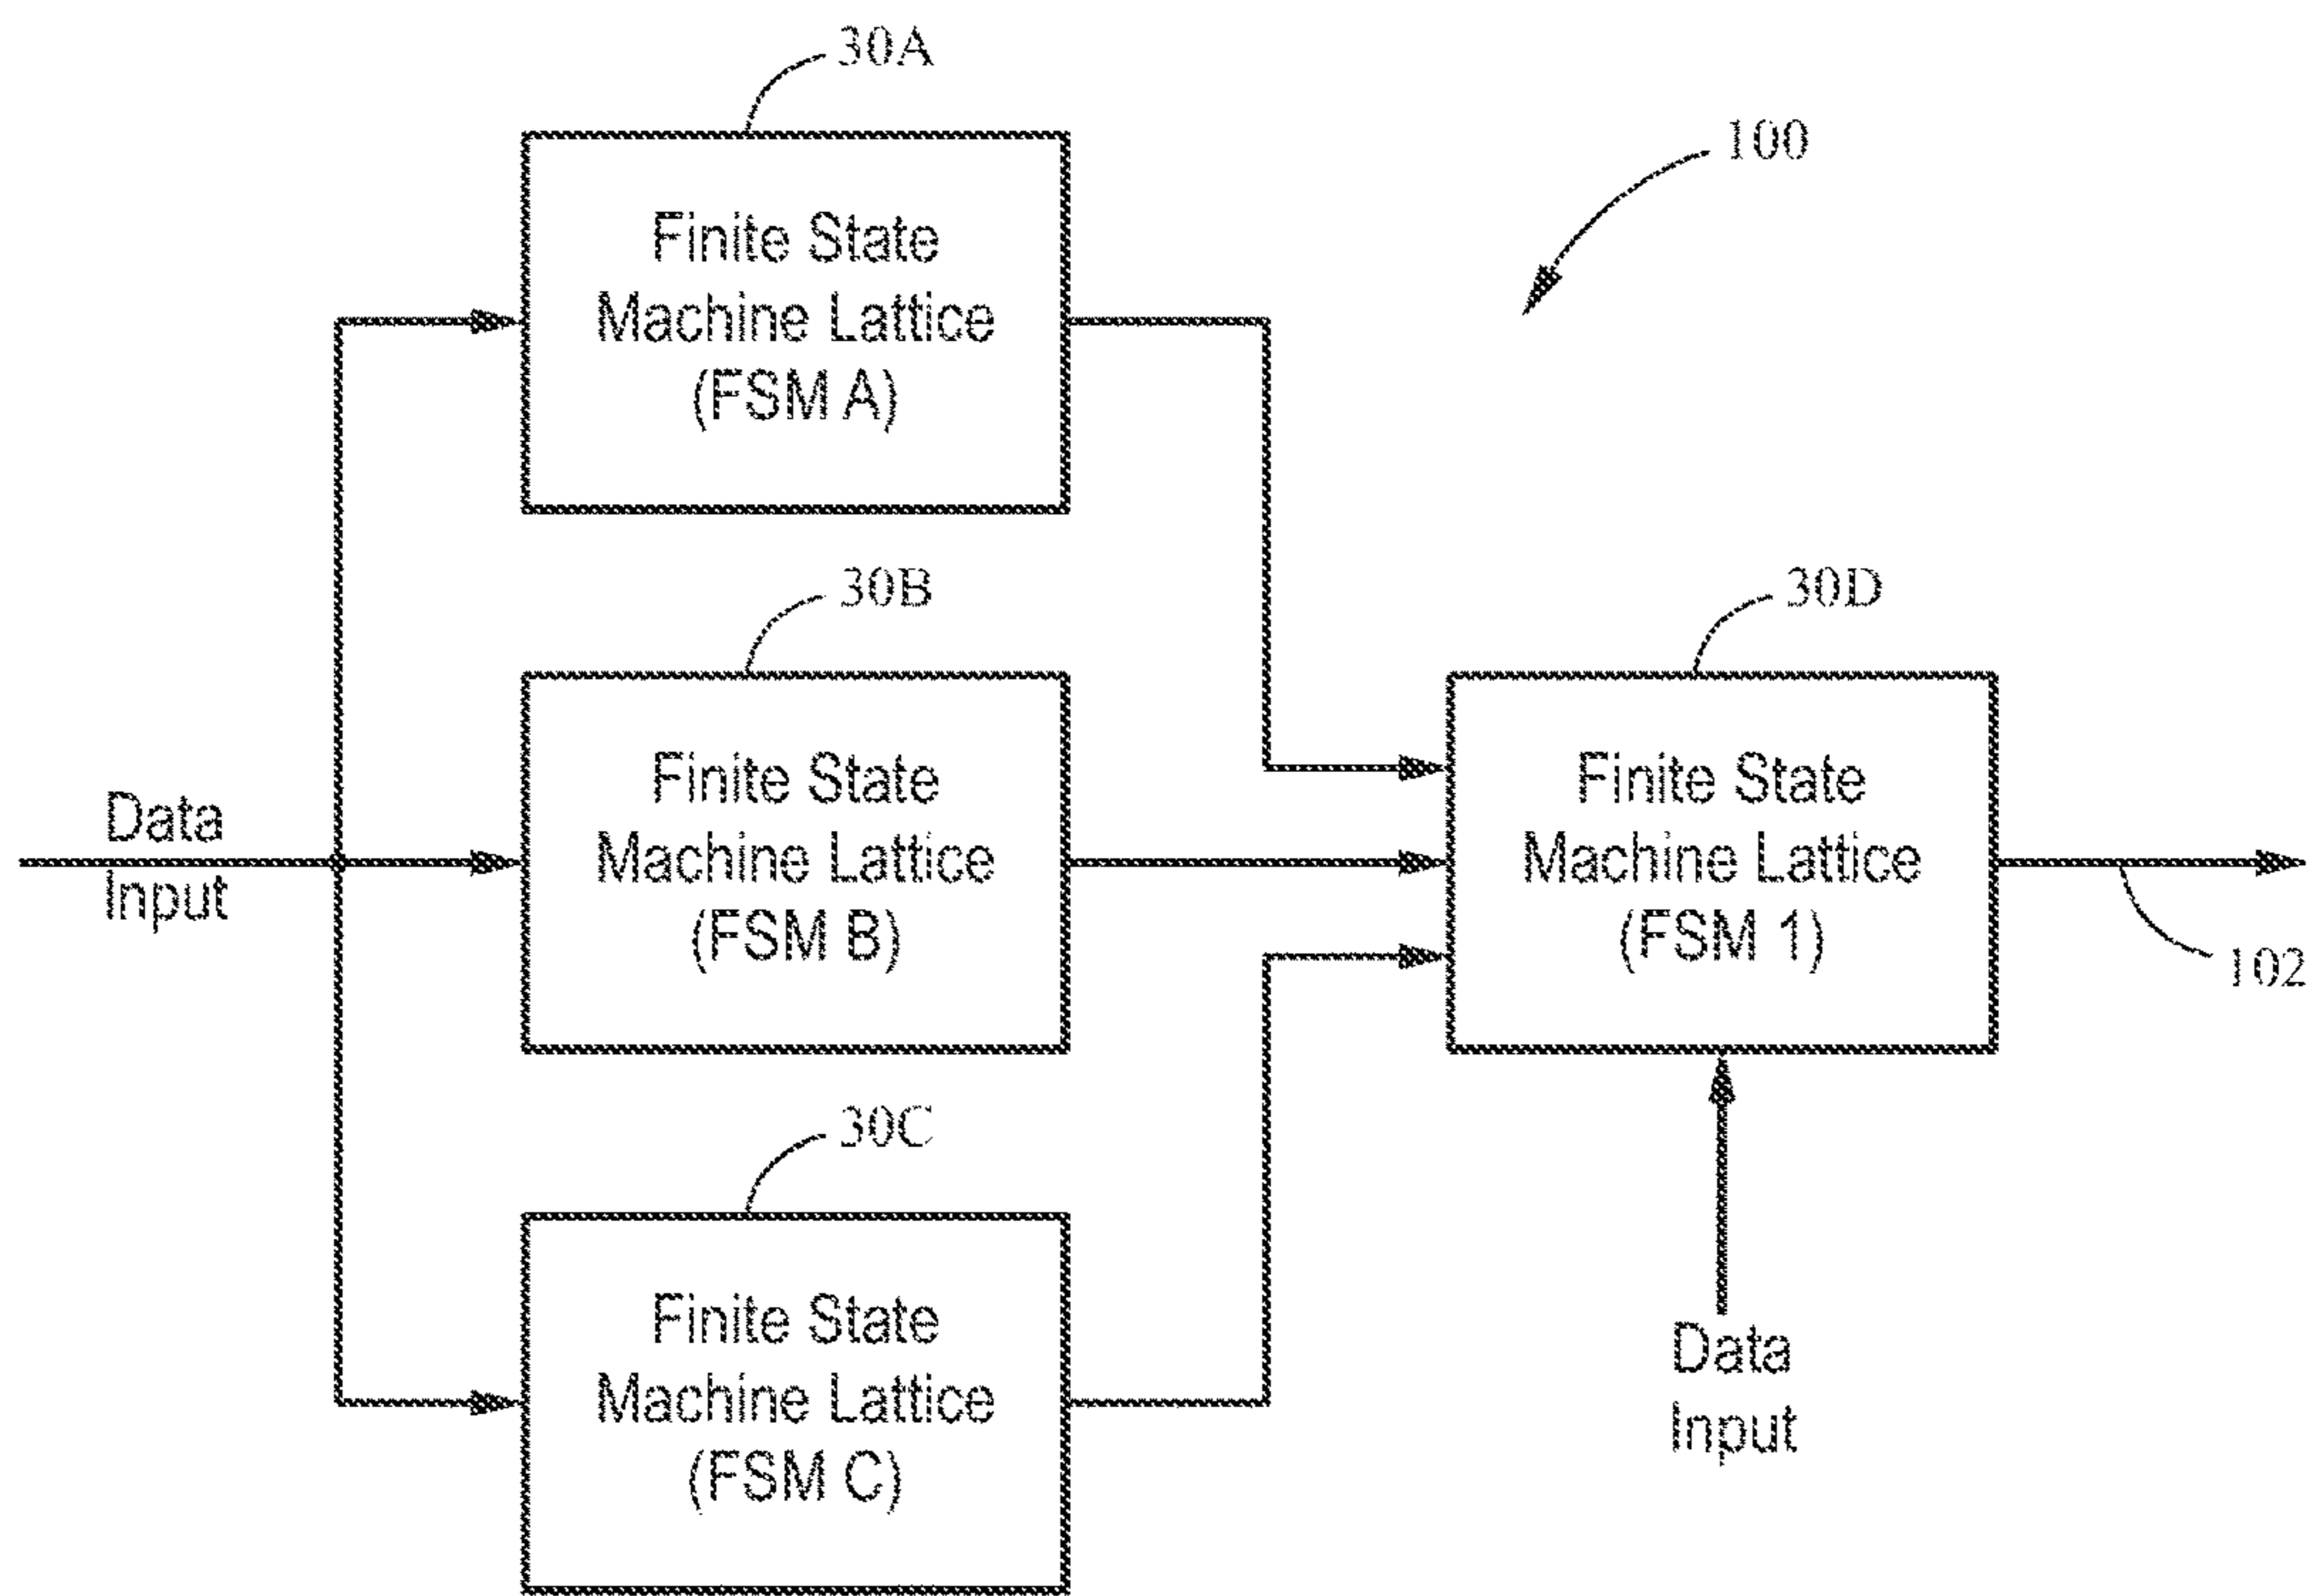 30A
100
Finite State
Machine Lattice
(FSM A)
30B
30D
Data
Input
Finite State
Machine Lattice
(FSM B)
Finite State
Machine Lattice
(FSM 1)
102
30C
Finite State
Machine Lattice
(FSM C)
Data
Input